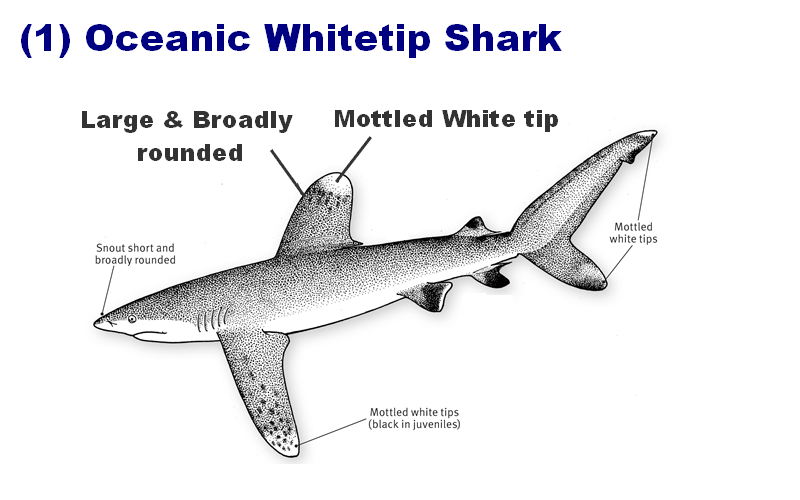 (1) Oceanic Whitetip Shark
Large & Broadly
rounded
Mottled White tip
Mottled
white tips
Snout short and
broadly rounded
Mottled white tips
(black in juveniles)